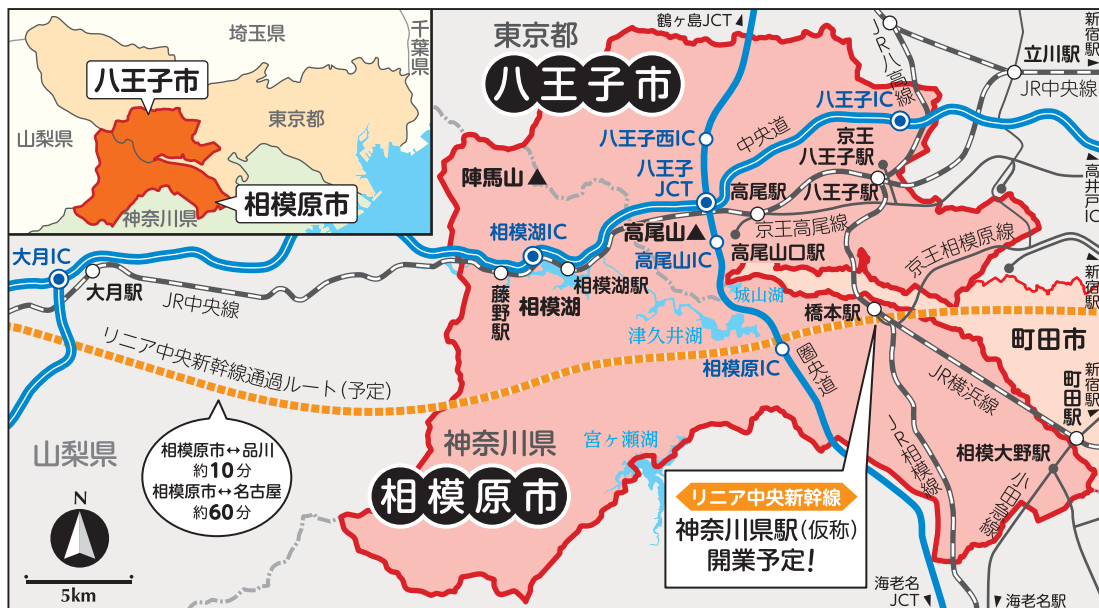 埼玉県
千葉県
八王子市
東京都
山梨県
神奈川県
相模原市
東京都
八王子市
鶴ヶ島JCT
新宿駅
立川駅
JR中央線
JR八高線
八王子IC
中央道
八王子西IC
京王
八王子駅
八王子
JCT
高尾駅
八王子駅
高井戸IC
陣馬山
高尾山
京王高尾線
京王相模原線
高尾山口駅
高尾山IC
新宿駅
相模湖IC
相模湖駅
藤野駅
相模湖
大月IC
大月駅
JR中央線
城山湖
津久井湖
橋本駅
町田市
リニア中央新幹線通過ルート(予定)
相模原IC
圏央道
JR横浜線
新宿駅
町田駅
相模原市↔品川
約10分
相模原市↔名古屋
約60分
山梨県
神奈川県
相模原市
宮ヶ瀬湖
相模大野駅
JR相模線
小田急線
リニア中央新幹線
神奈川県駅(仮称)
開業予定!
N
5km
海老名
JCT
海老名駅